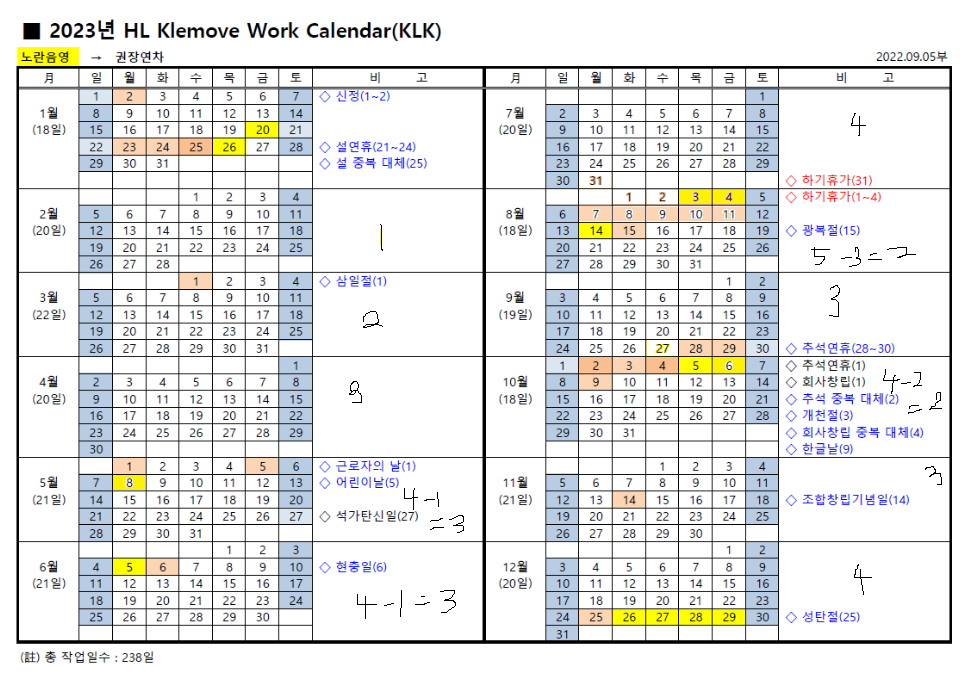 ■ 2023년 HL Klemove Work Calendar(KLK)
노란음영 → 권장연차 2022.09.05부
月 일 월 화 수 목 금 토 비 고
1월 (18일)
1 2 3 4 5 6 7 ◇ 신정(1~2)
8 9 10 11 12 13 14
15 16 17 18 19 20 21
22 23 24 25 26 27 28 ◇ 설연휴(21~24)
29 30 31 ◇ 설 중복 대체(25)
2월 (20일)
1 2 3 4
5 6 7 8 9 10 11
12 13 14 15 16 17 18
19 20 21 22 23 24 25
26 27 28
1
3월 (22일)
1 2 3 4 ◇ 삼일절(1)
5 6 7 8 9 10 11
12 13 14 15 16 17 18
19 20 21 22 23 24 25
26 27 28 29 30 31
2
4월 (20일)
1
2 3 4 5 6 7 8
9 10 11 12 13 14 15
16 17 18 19 20 21 22
23 24 25 26 27 28 29
30
5월 (21일)
1 2 3 4 5 6 ◇ 근로자의 날(1)
7 8 9 10 11 12 13 ◇ 어린이날(5)
14 15 16 17 18 19 20
21 22 23 24 25 26 27 ◇ 석가탄신일(27)
28 29 30 31
4-1
=3
6월 (21일)
1 2 3
4 5 6 7 8 9 10 ◇ 현충일(6)
11 12 13 14 15 16 17
18 19 20 21 22 23 24
25 26 27 28 29 30
4-1=3
月 일 월 화 수 목 금 토 비 고
7월 (20일)
1
2 3 4 5 6 7 8
9 10 11 12 13 14 15
16 17 18 19 20 21 22
23 24 25 26 27 28 29
30 31 ◇ 하기휴가(31)
4
8월 (18일)
1 2 3 4 5 ◇ 하기휴가(1~4)
6 7 8 9 10 11 12
13 14 15 16 17 18 19 ◇ 광복절(15)
20 21 22 23 24 25 26
27 28 29 30 31
5-3=2
9월 (19일)
1 2
3 4 5 6 7 8 9
10 11 12 13 14 15 16
17 18 19 20 21 22 23
24 25 26 27 28 29 30 ◇ 추석연휴(28~30)
3
10월 (18일)
1 2 3 4 5 6 7 ◇ 추석연휴(1)
8 9 10 11 12 13 14 ◇ 회사창립(1)
15 16 17 18 19 20 21 ◇ 추석 중복 대체(2)
22 23 24 25 26 27 28 ◇ 개천절(3)
29 30 31 ◇ 회사창립 중복 대체(4)
◇ 한글날(9)
4-2
=2
11월 (21일)
1 2 3 4
5 6 7 8 9 10 11
12 13 14 15 16 17 18 ◇ 조합창립기념일(14)
19 20 21 22 23 24 25
26 27 28 29 30
3
12월 (20일)
1 2
3 4 5 6 7 8 9
10 11 12 13 14 15 16
17 18 19 20 21 22 23
24 25 26 27 28 29 30 ◇ 성탄절(25)
31
4
(註) 총 작업일수 : 238일